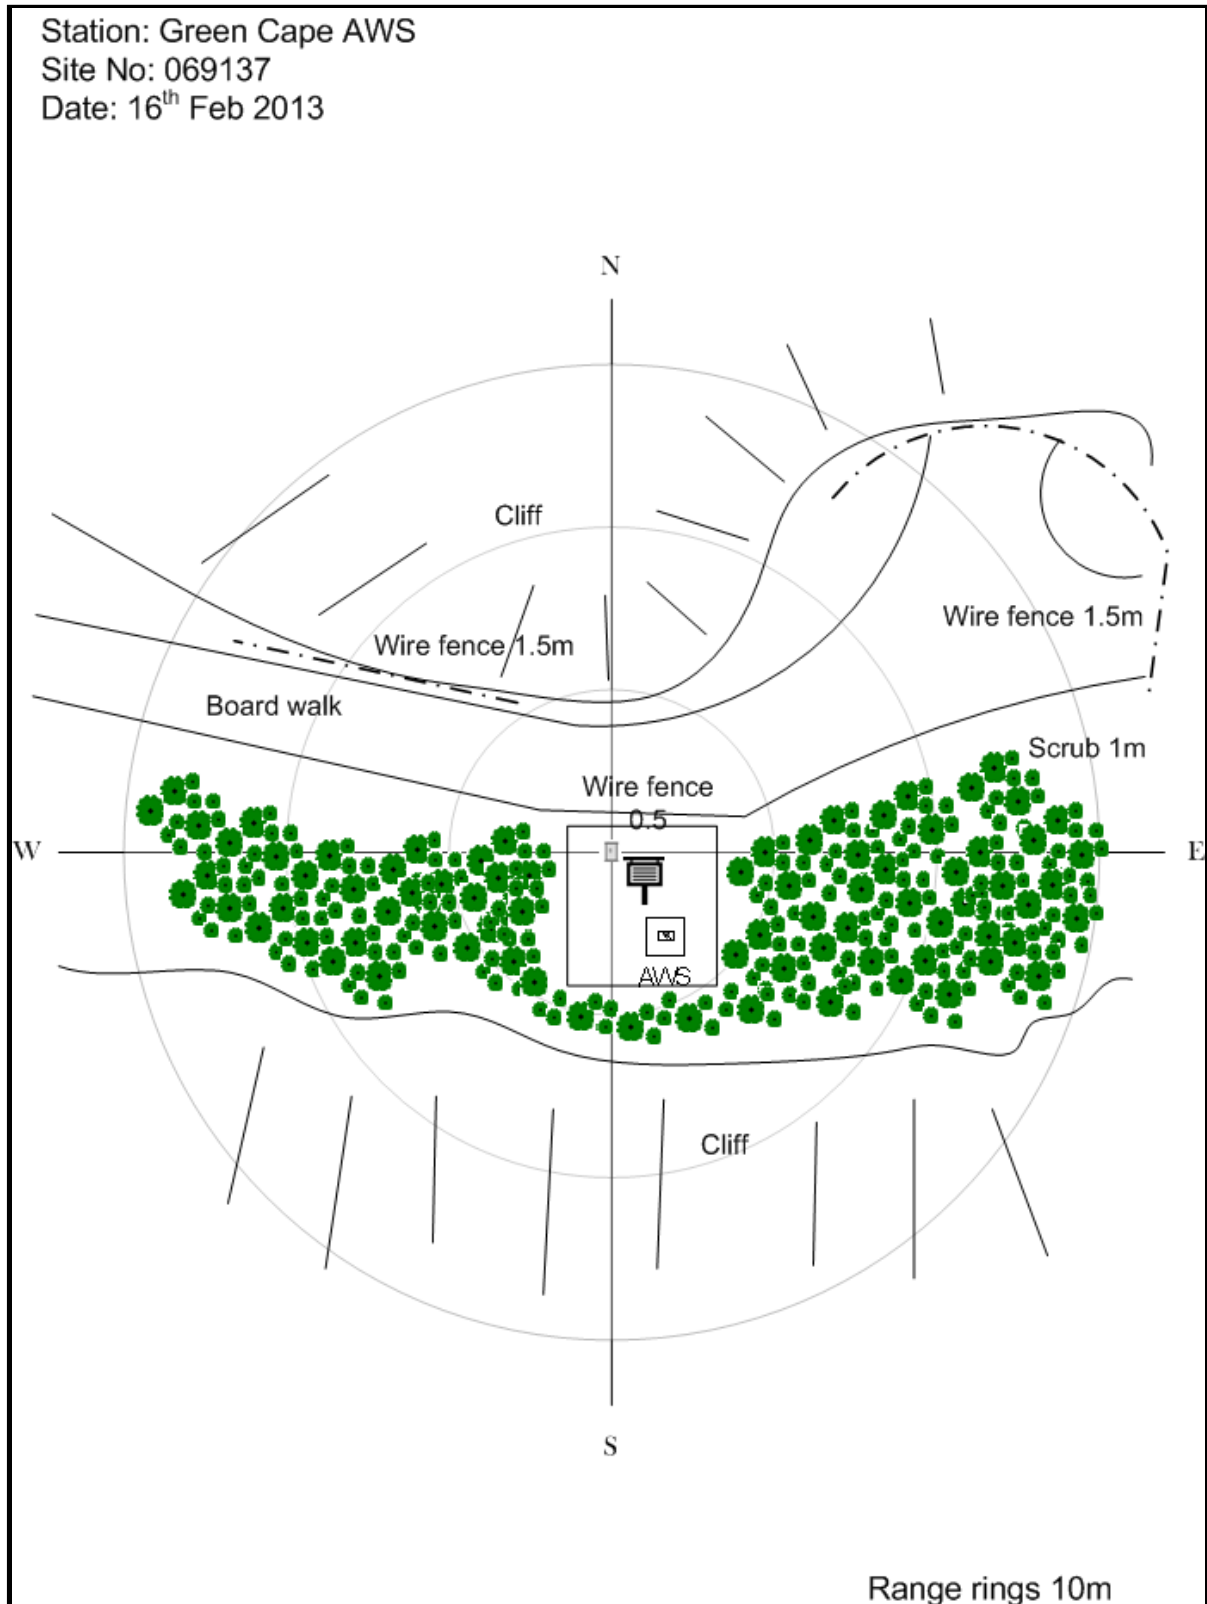 Station: Green Cape AWS
Site No: 069137
Date: 16th Feb 2013
N
Cliff
Wire fence 1.5m
Wire fence 1.5m
Board walk
Scrub 1m
Wire fence
0.5
W
E
AWS
Cliff
S
Range rings 10m